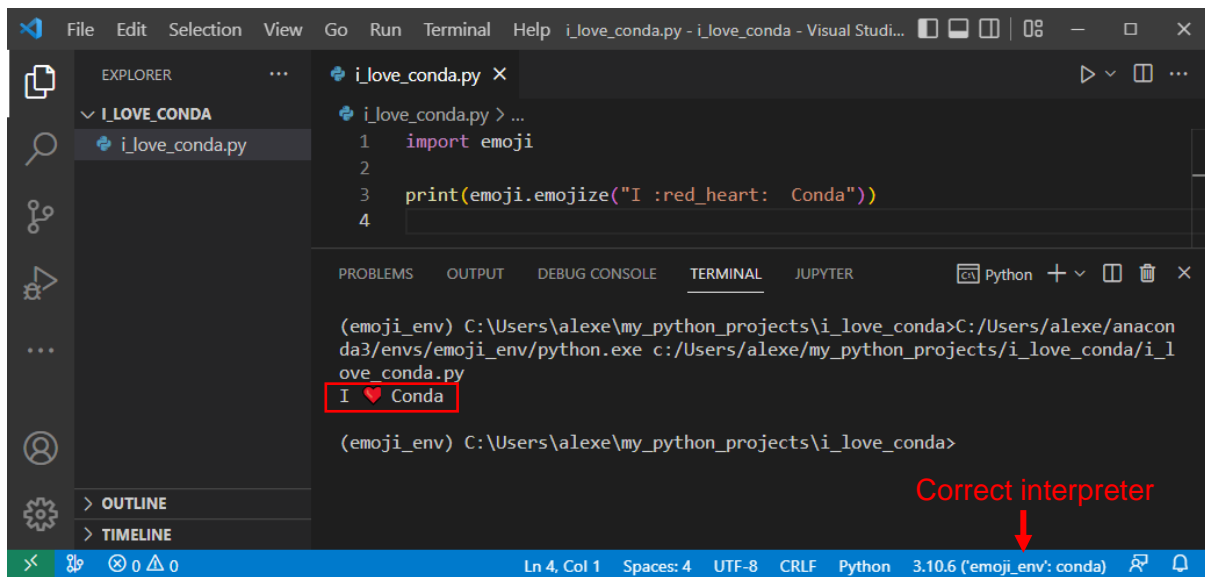 File Edit Selection View Go Run Terminal Help i_love_conda.py - i_love_conda - Visual Studi...
EXPLORER
I_LOVE_CONDA
i_love_conda.py
OUTLINE
TIMELINE
i_love_conda.py
i_love_conda.py > ...
1 import emoji
2
3 print(emoji.emojize("I :red_heart:  Conda"))
4
PROBLEMS OUTPUT DEBUG CONSOLE TERMINAL JUPYTER Python
(emoji_env) C:\Users\alexe\my_python_projects\i_love_conda>C:/Users/alexe/anacon
da3/envs/emoji_env/python.exe c:/Users/alexe/my_python_projects/i_love_conda/i_l
ove_conda.py
I ❤️ Conda
(emoji_env) C:\Users\alexe\my_python_projects\i_love_conda>
Correct interpreter
0 0 Ln 4, Col 1 Spaces: 4 UTF-8 CRLF Python 3.10.6 ('emoji_env': conda)